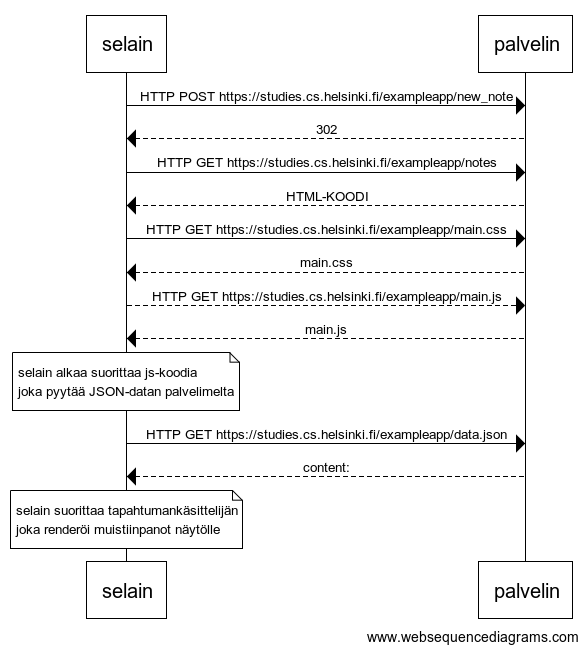 selain palvelin
HTTP POST https://studies.cs.helsinki.fi/exampleapp/new_note
302
HTTP GET https://studies.cs.helsinki.fi/exampleapp/notes
HTML-KOODI
HTTP GET https://studies.cs.helsinki.fi/exampleapp/main.css
main.css
HTTP GET https://studies.cs.helsinki.fi/exampleapp/main.js
main.js
selain alkaa suorittaa js-koodia
joka pyytää JSON-datan palvelimelta
HTTP GET https://studies.cs.helsinki.fi/exampleapp/data.json
content:
selain suorittaa tapahtumankäsittelijän
joka renderöi muistiinpanot näytölle
selain palvelin
www.websequencediagrams.com